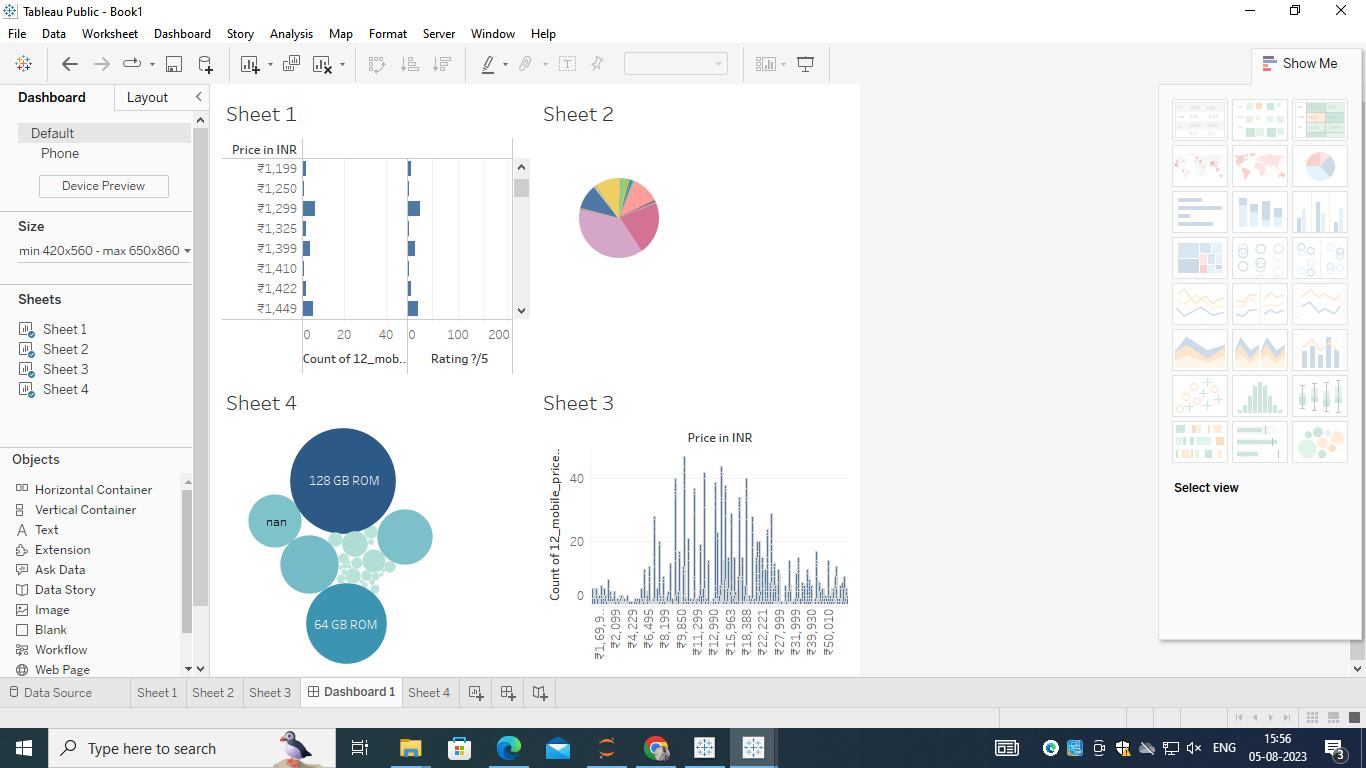 Tableau Public - Book1
File Data Worksheet Dashboard Story Analysis Map Format Server Window Help
Show Me
Dashboard Layout
Default
Phone
Device Preview
Size
min 420x560 - max 650x860
Sheets
Sheet 1
Sheet 2
Sheet 3
Sheet 4
Objects
Horizontal Container
Vertical Container
Text
Extension
Ask Data
Data Story
Image
Blank
Workflow
Web Page
Sheet 1
Price in INR
₹1,199
₹1,250
₹1,299
₹1,325
₹1,399
₹1,410
₹1,422
₹1,449
0 20 40 0 100 200
Count of 12_mob.. Rating ?/5
Sheet 2
Sheet 4
128 GB ROM
nan
64 GB ROM
Sheet 3
Price in INR
Count of 12_mobile_price..
40
20
0
₹1,69,9..
₹2,099
₹4,229
₹6,495
₹8,199
₹9,850
₹11,299
₹12,990
₹15,963
₹18,388
₹22,221
₹27,999
₹31,999
₹39,930
₹50,010
Select view
Data Source Sheet 1 Sheet 2 Sheet 3 Dashboard 1 Sheet 4
Type here to search
ENG
15:56
05-08-2023
3